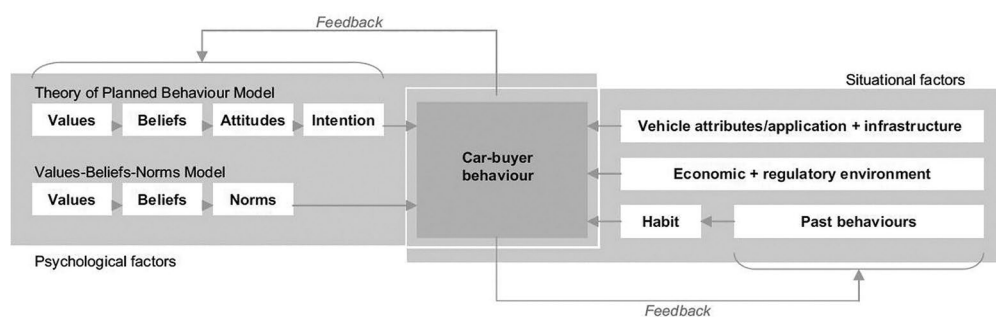 Feedback
Theory of Planned Behaviour Model
Values
Beliefs
Attitudes
Intention
Values-Beliefs-Norms Model
Values
Beliefs
Norms
Psychological factors
Car-buyer
behaviour
Situational factors
Vehicle attributes/application + infrastructure
Economic + regulatory environment
Habit
Past behaviours
Feedback